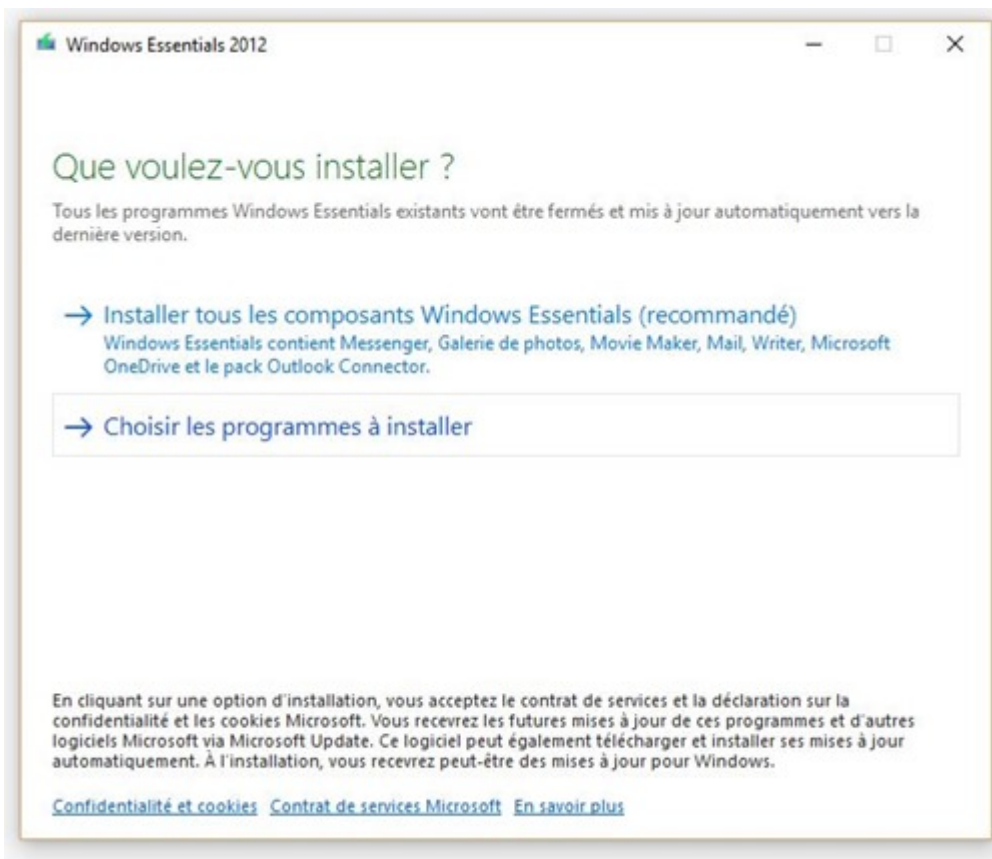 Windows Essentials 2012
Que voulez-vous installer ?
Tous les programmes Windows Essentials existants vont être fermés et mis à jour automatiquement vers la
dernière version.
Installer tous les composants Windows Essentials (recommandé)
Windows Essentials contient Messenger, Galerie de photos, Movie Maker, Mail, Writer, Microsoft
OneDrive et le pack Outlook Connector.
Choisir les programmes à installer
En cliquant sur une option d'installation, vous acceptez le contrat de services et la déclaration sur la
confidentialité et les cookies Microsoft. Vous recevrez les futures mises à jour de ces programmes et d'autres
logiciels Microsoft via Microsoft Update. Ce logiciel peut également télécharger et installer ses mises à jour
automatiquement. À l'installation, vous recevrez peut-être des mises à jour pour Windows.
Confidentialité et cookies Contrat de services Microsoft En savoir plus